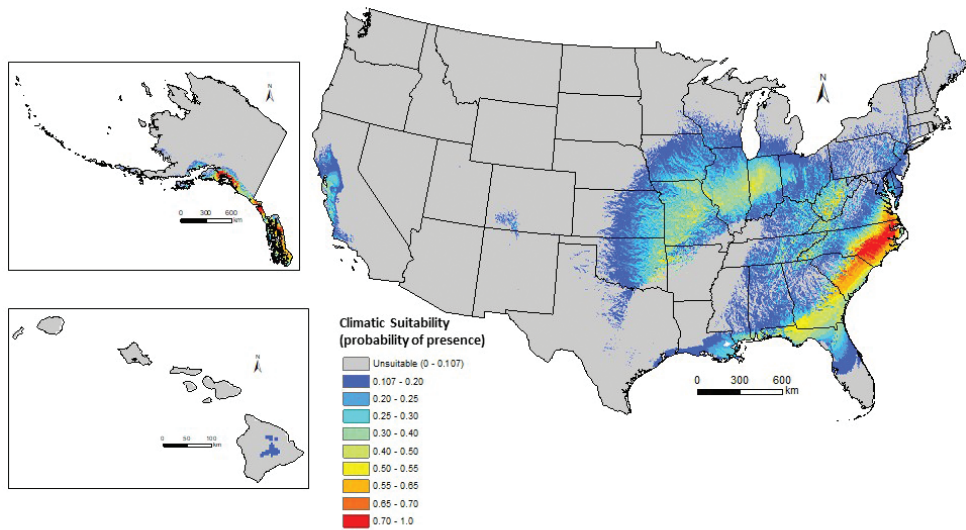 N
0 300 600
km
N
0 50 100
km
N
0 300 600
km
Climatic Suitability
(probability of presence)
Unsuitable (0 - 0.107)
0.107 - 0.20
0.20 - 0.25
0.25 - 0.30
0.30 - 0.40
0.40 - 0.50
0.50 - 0.55
0.55 - 0.65
0.65 - 0.70
0.70 - 1.0